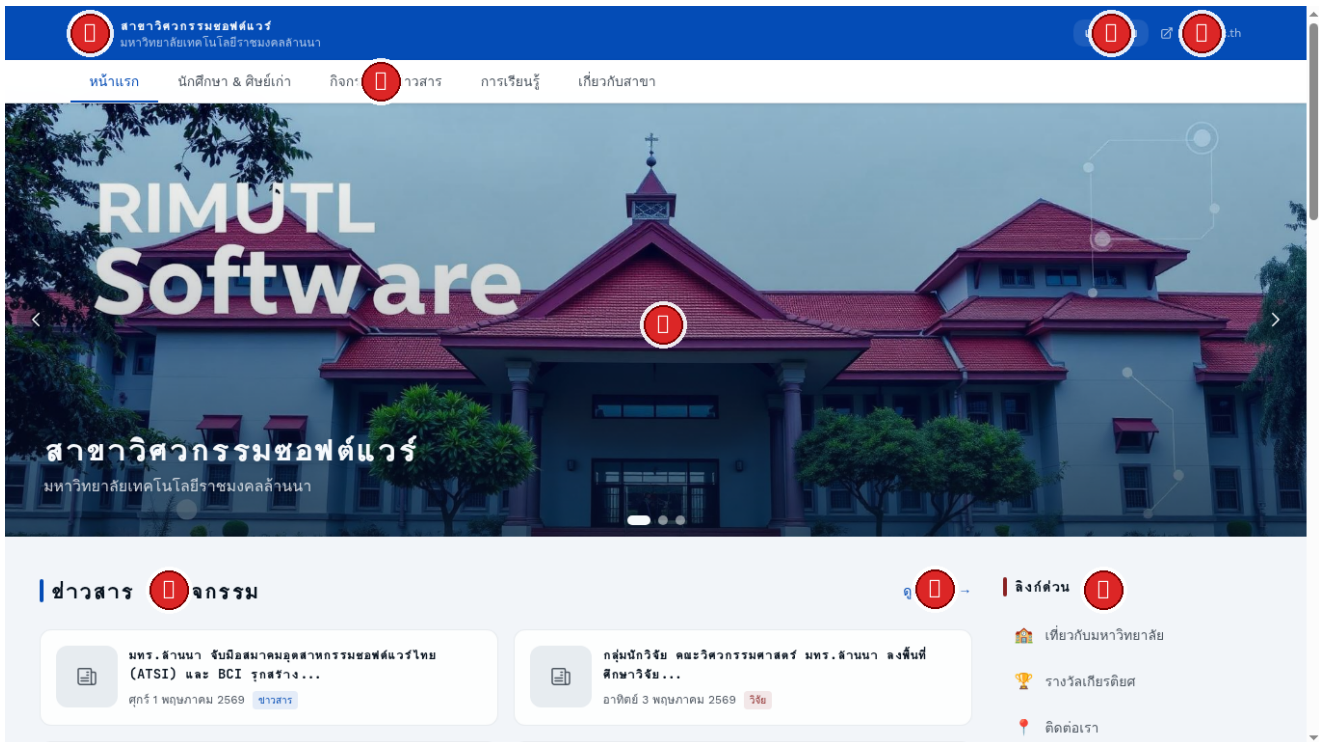 สาขาวิศวกรรมซอฟต์แวร์
มหาวิทยาลัยเทคโนโลยีราชมงคลล้านนา
.th
หน้าแรก นักศึกษา & ศิษย์เก่า การเรียนรู้ เกี่ยวกับสาขา
RIMUTL
Software
สาขาวิศวกรรมซอฟต์แวร์
มหาวิทยาลัยเทคโนโลยีราชมงคลล้านนา
ข่าวสาร
ดู →
ลิงก์ด่วน
มทร.ล้านนา จับมือสมาคมอุตสาหกรรมซอฟต์แวร์ไทย
(ATSI) และ BCI รุกสร้าง...
ศุกร์ 1 พฤษภาคม 2569 ข่าวสาร
กลุ่มนักวิจัย คณะวิศวกรรมศาสตร์ มทร.ล้านนา ลงพื้นที่
ศึกษาวิจัย...
อาทิตย์ 3 พฤษภาคม 2569 วิจัย
เกี่ยวกับมหาวิทยาลัย
รางวัลเกียรติยศ
ติดต่อเรา